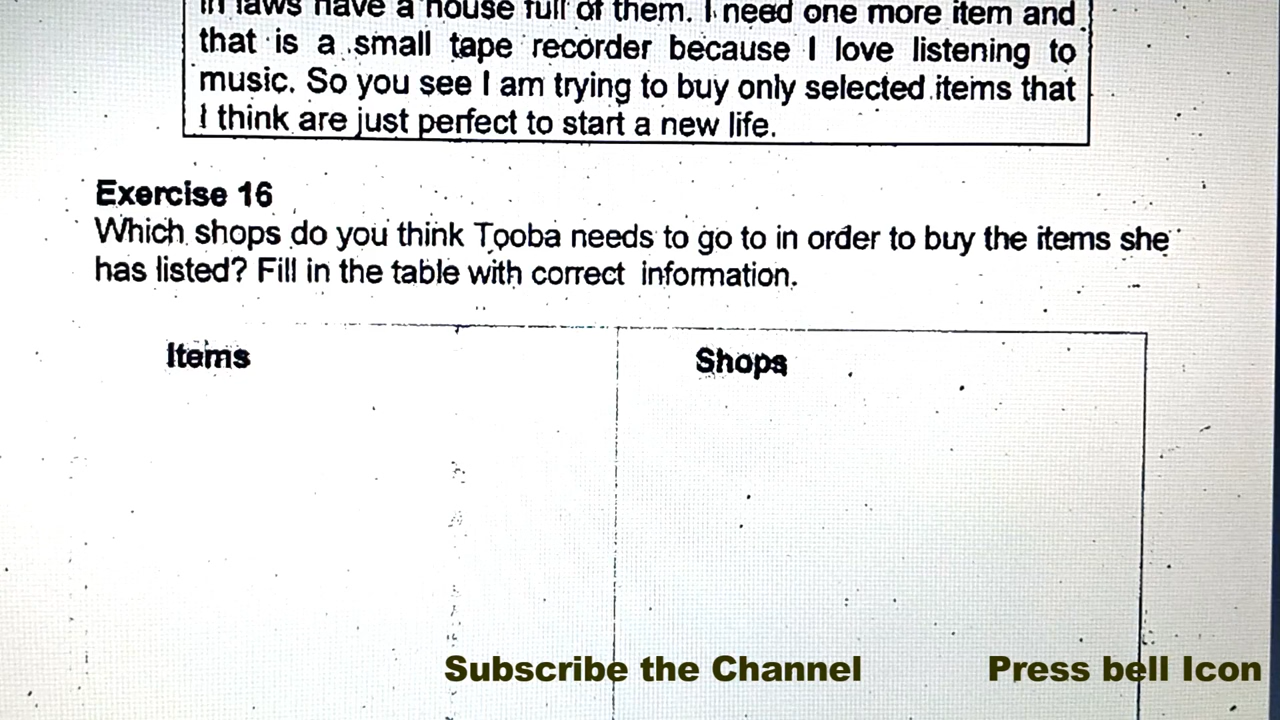 in laws have a house full of them. I need one more item and
that is a small tape recorder because I love listening to
music. So you see I am trying to buy only selected items that
I think are just perfect to start a new life.
Exercise 16
Which shops do you think Tooba needs to go to in order to buy the items she
has listed? Fill in the table with correct information.
Items
Shops
Subscribe the Channel
Press bell Icon